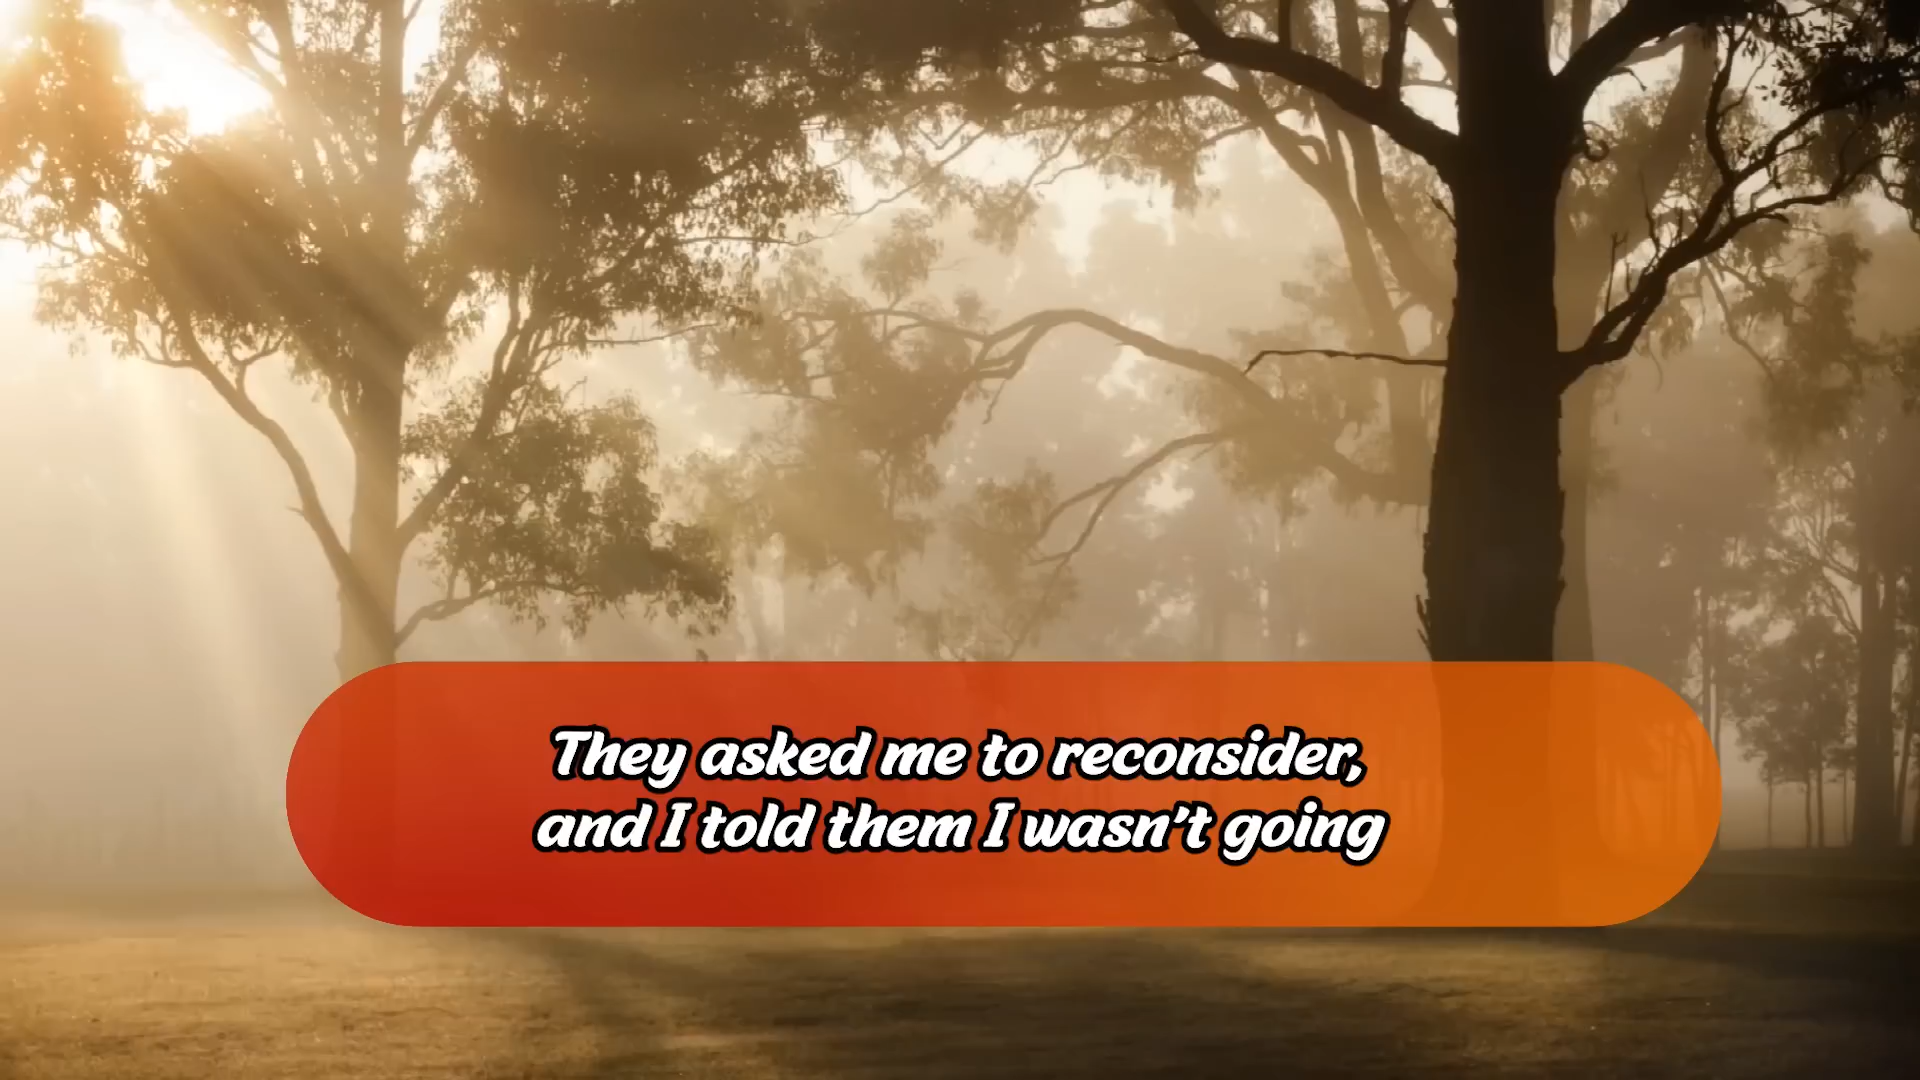 They asked me to reconsider,
and I told them I wasn't going